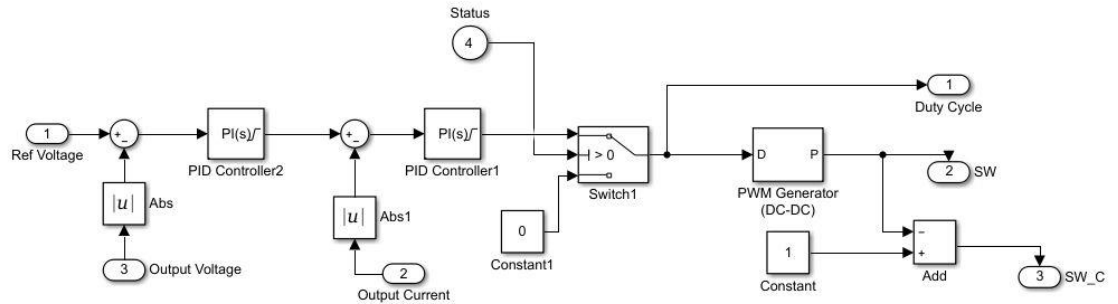 Status
4
1
Duty Cycle
1
Ref Voltage
+
−
PI(s)
PID Controller2
+
−
PI(s)
PID Controller1
> 0
Switch1
D P
PWM Generator
(DC-DC)
2
SW
|u|
Abs
|u|
Abs1
0
Constant1
1
Constant
−
+
Add
3
Output Voltage
2
Output Current
3
SW_C